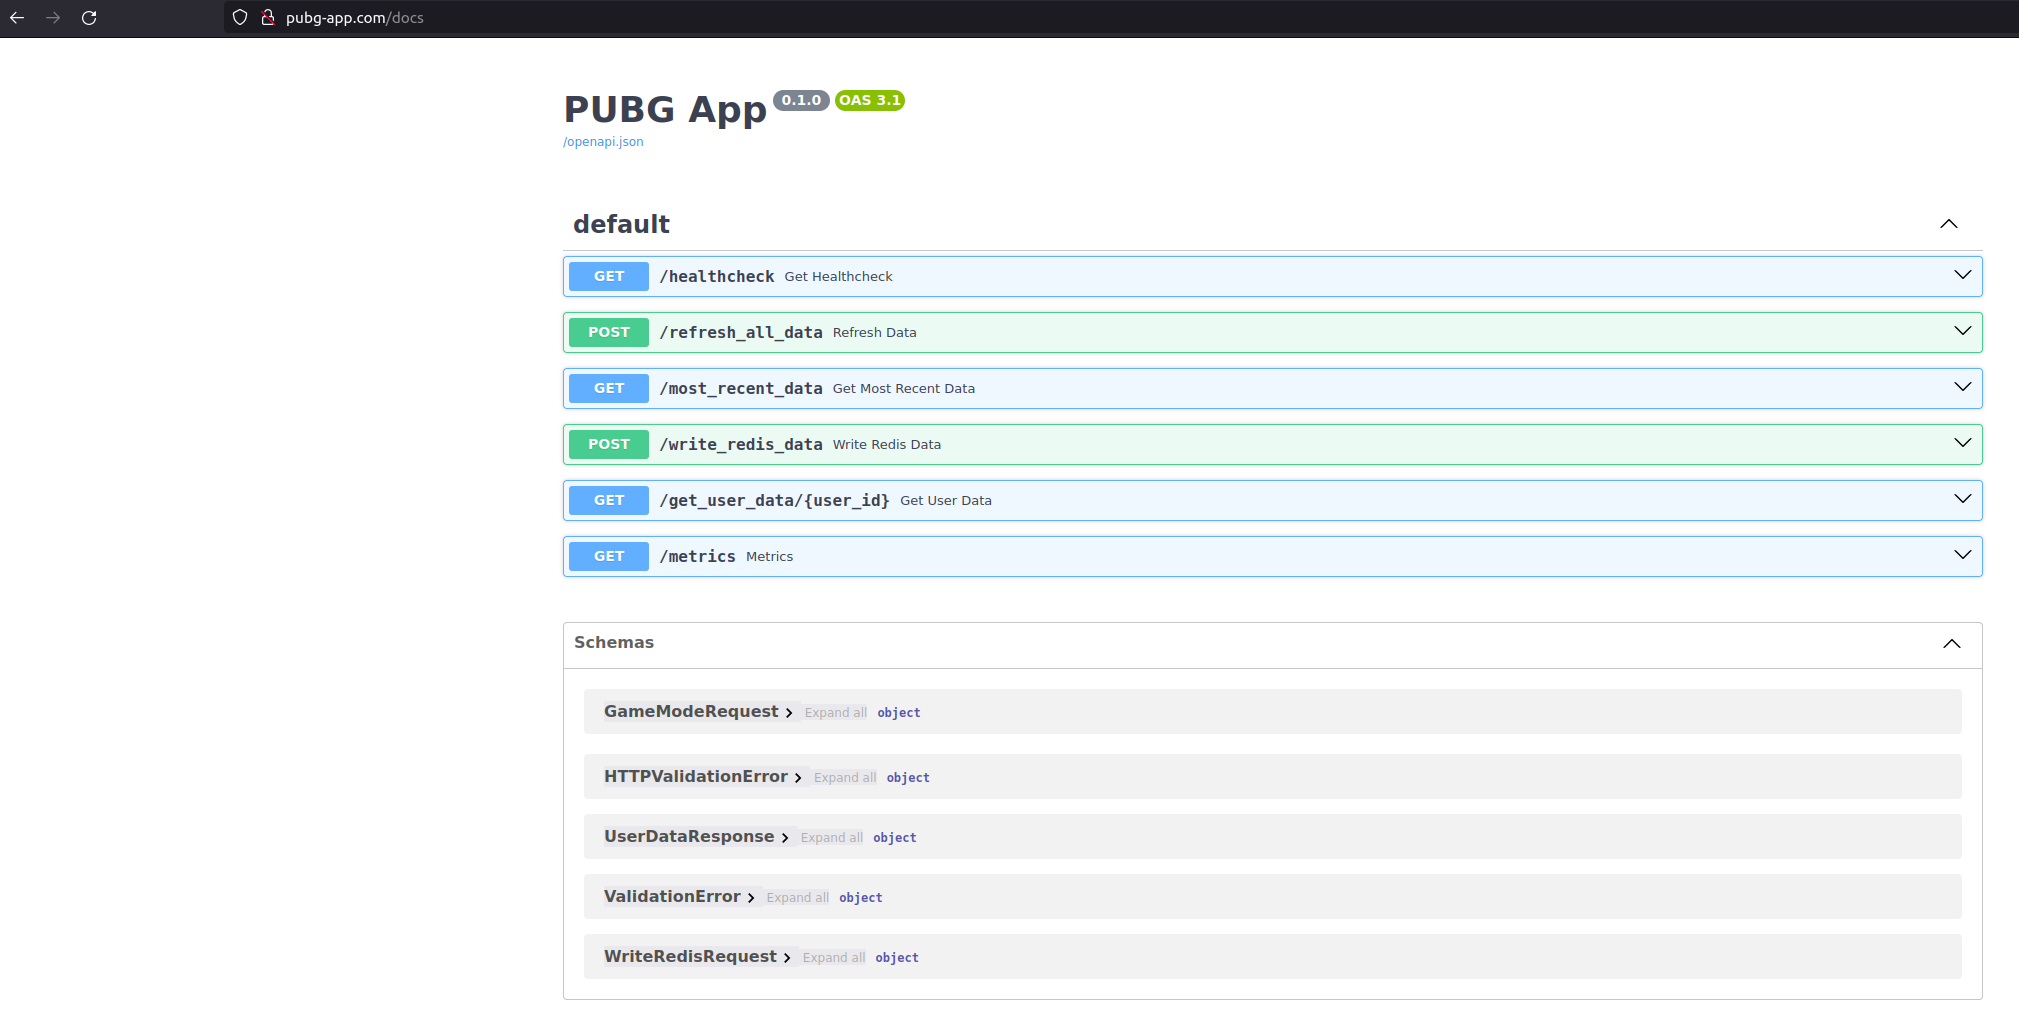 pubg-app.com/docs
PUBG App 0.1.0 OAS 3.1
/openapi.json
default
GET /healthcheck Get Healthcheck
POST /refresh_all_data Refresh Data
GET /most_recent_data Get Most Recent Data
POST /write_redis_data Write Redis Data
GET /get_user_data/{user_id} Get User Data
GET /metrics Metrics
Schemas
GameModeRequest Expand all object
HTTPValidationError Expand all object
UserDataResponse Expand all object
ValidationError Expand all object
WriteRedisRequest Expand all object